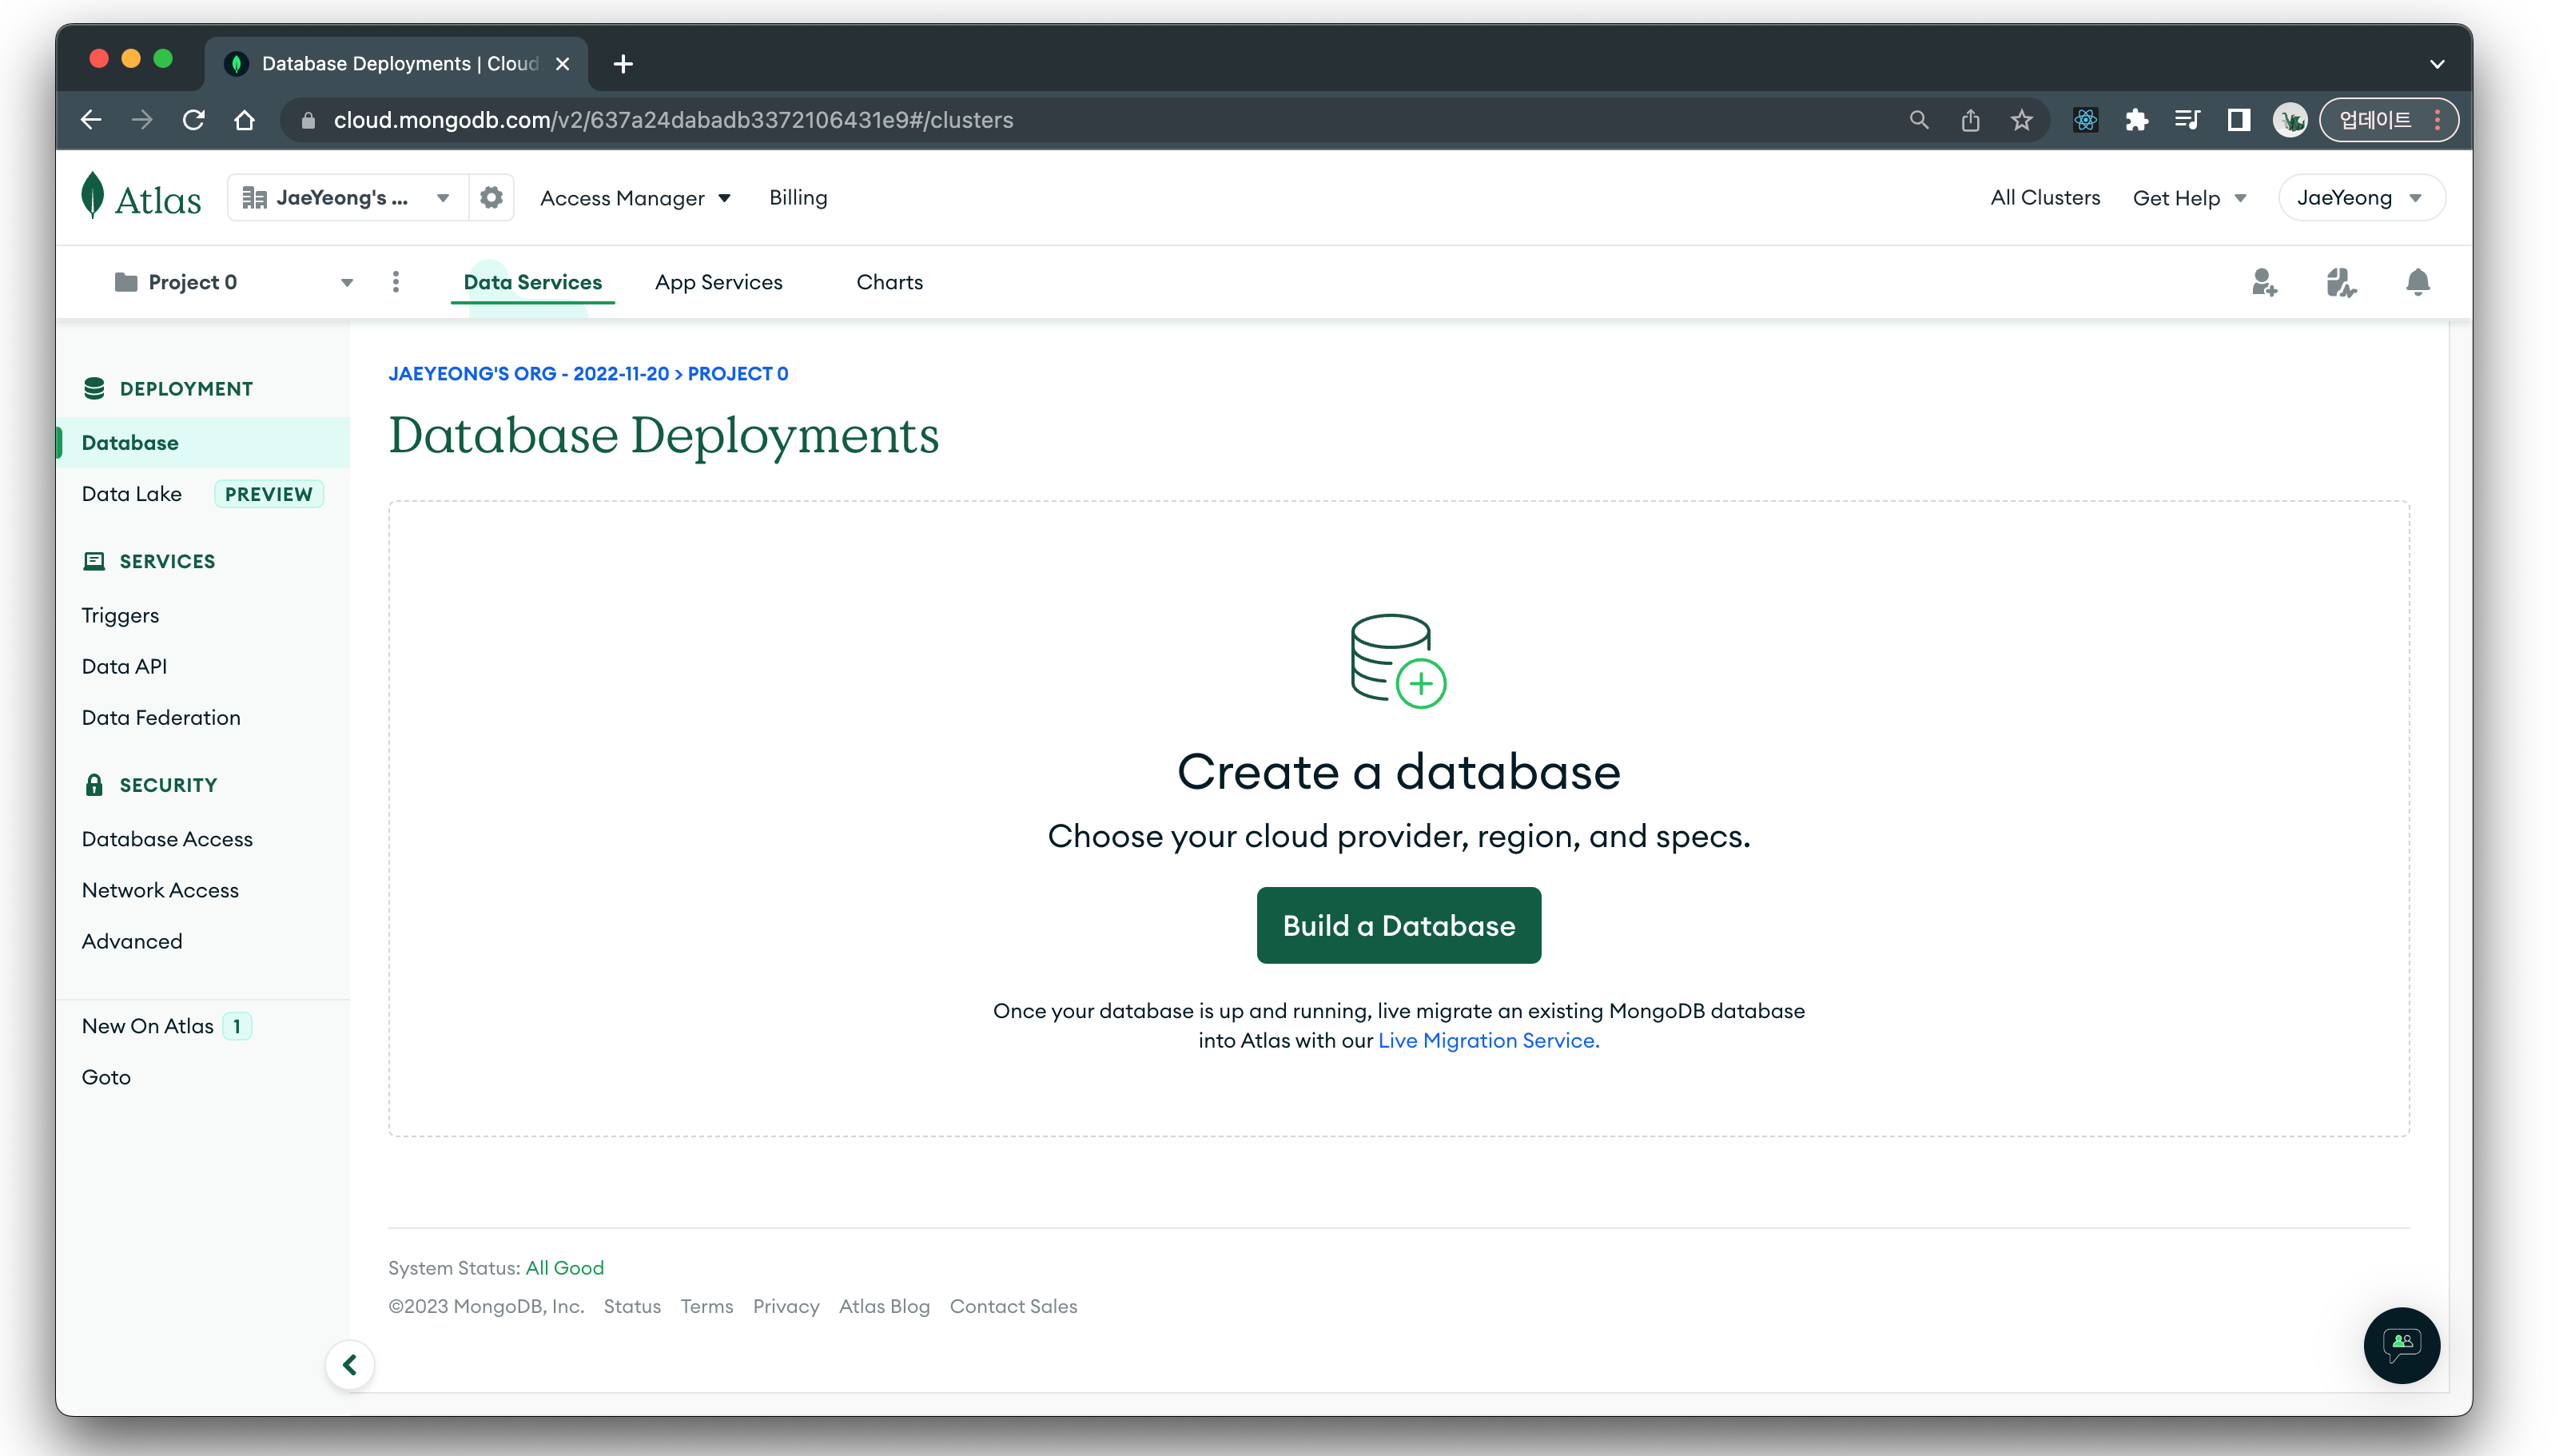 Database Deployments | Cloud
cloud.mongodb.com/v2/637a24dabadb3372106431e9#/clusters
업데이트
Atlas
JaeYeong's ...
Access Manager
Billing
All Clusters
Get Help
JaeYeong
Project 0
Data Services
App Services
Charts
DEPLOYMENT
Database
Data Lake PREVIEW
SERVICES
Triggers
Data API
Data Federation
SECURITY
Database Access
Network Access
Advanced
New On Atlas 1
Goto
JAEYEONG'S ORG - 2022-11-20 > PROJECT 0
Database Deployments
Create a database
Choose your cloud provider, region, and specs.
Build a Database
Once your database is up and running, live migrate an existing MongoDB database
into Atlas with our Live Migration Service.
System Status: All Good
©2023 MongoDB, Inc. Status Terms Privacy Atlas Blog Contact Sales